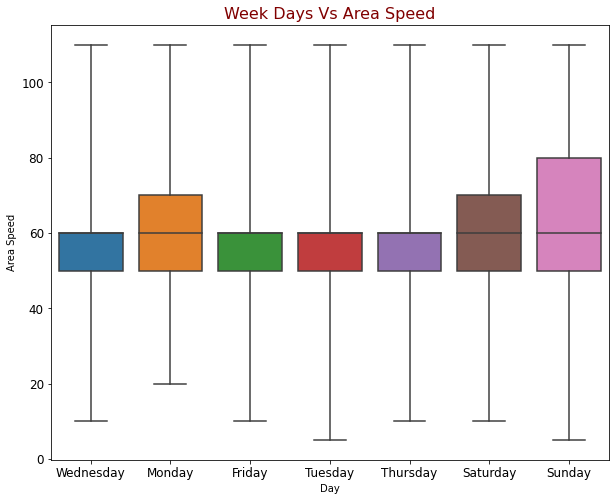 Week Days Vs Area Speed
Area Speed
100
80
60
40
20
0
Wednesday Monday Friday Tuesday Thursday Saturday Sunday
Day